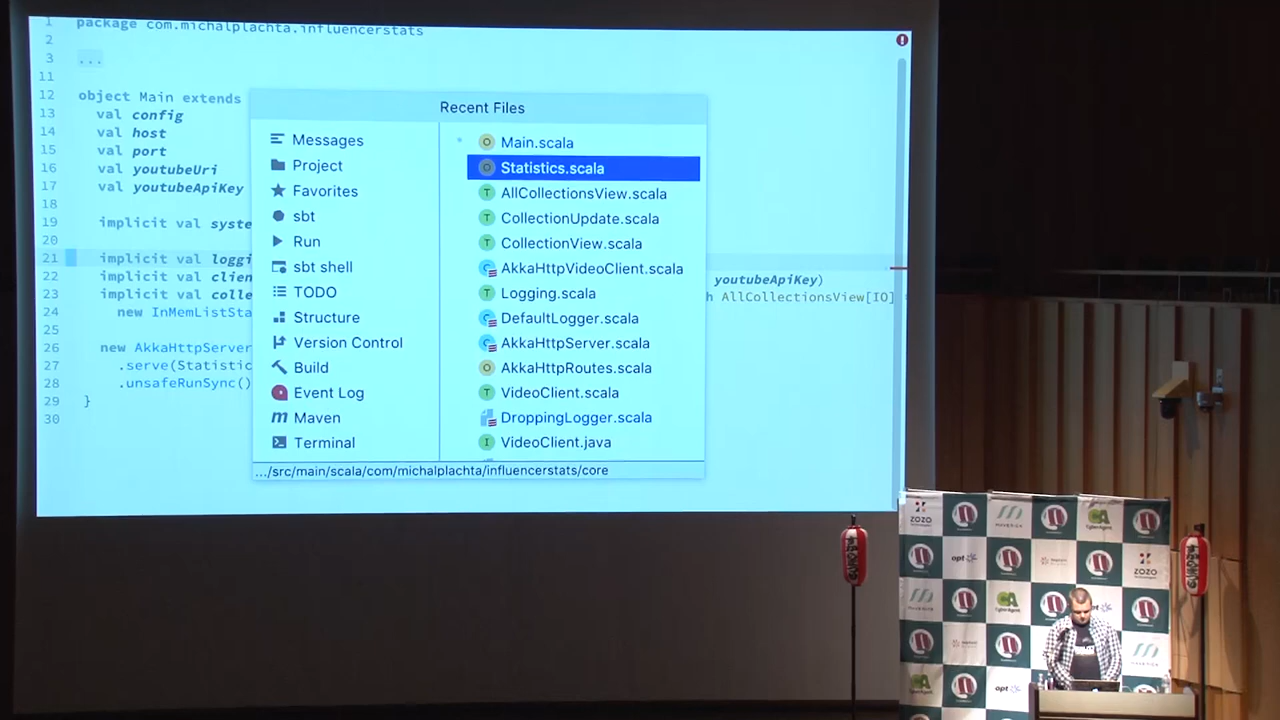 1 package com.michalplachta.influencerstats
2
3 ...
11
12 object Main extends
13 val config
14 val host
15 val port
16 val youtubeUri
17 val youtubeApiKey
18
19 implicit val syste
20
21 implicit val loggi
22 implicit val clien youtubeApiKey)
23 implicit val colle h AllCollectionsView[IO]
24 new InMemListSta
25
26 new AkkaHttpServer
27 .serve(Statistic
28 .unsafeRunSync()
29 }
30
Recent Files
Messages
Project
Favorites
sbt
Run
sbt shell
TODO
Structure
Version Control
Build
Event Log
Maven
Terminal
Main.scala
Statistics.scala
AllCollectionsView.scala
CollectionUpdate.scala
CollectionView.scala
AkkaHttpVideoClient.scala
Logging.scala
DefaultLogger.scala
AkkaHttpServer.scala
AkkaHttpRoutes.scala
VideoClient.scala
DroppingLogger.scala
VideoClient.java
.../src/main/scala/com/michalplachta/influencerstats/core
ZOZO
CyberAgent
opt
ZOZO
opt